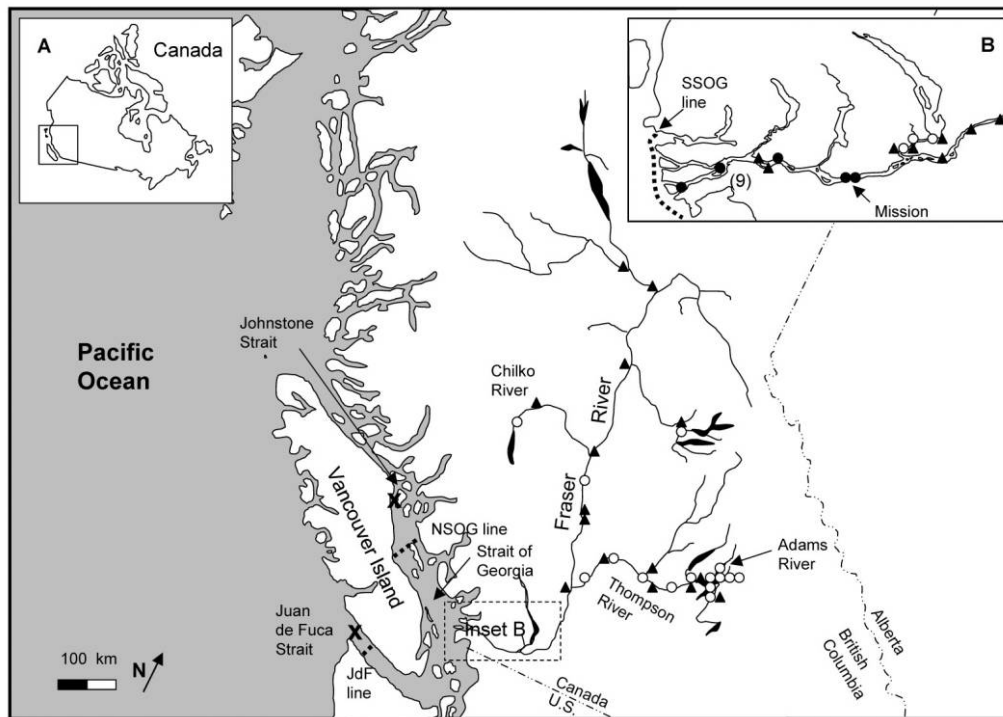 A
Canada
B
SSOG
line
(9)
Mission
Johnstone
Strait
Pacific
Ocean
Chilko
River
River
Fraser
Vancouver Island
X
NSOG line
Strait of
Georgia
Adams
River
Thompson
River
Juan
de Fuca
Strait
X
Inset B
JdF
line
100 km
N
Canada
U.S.
Alberta
British
Columbia